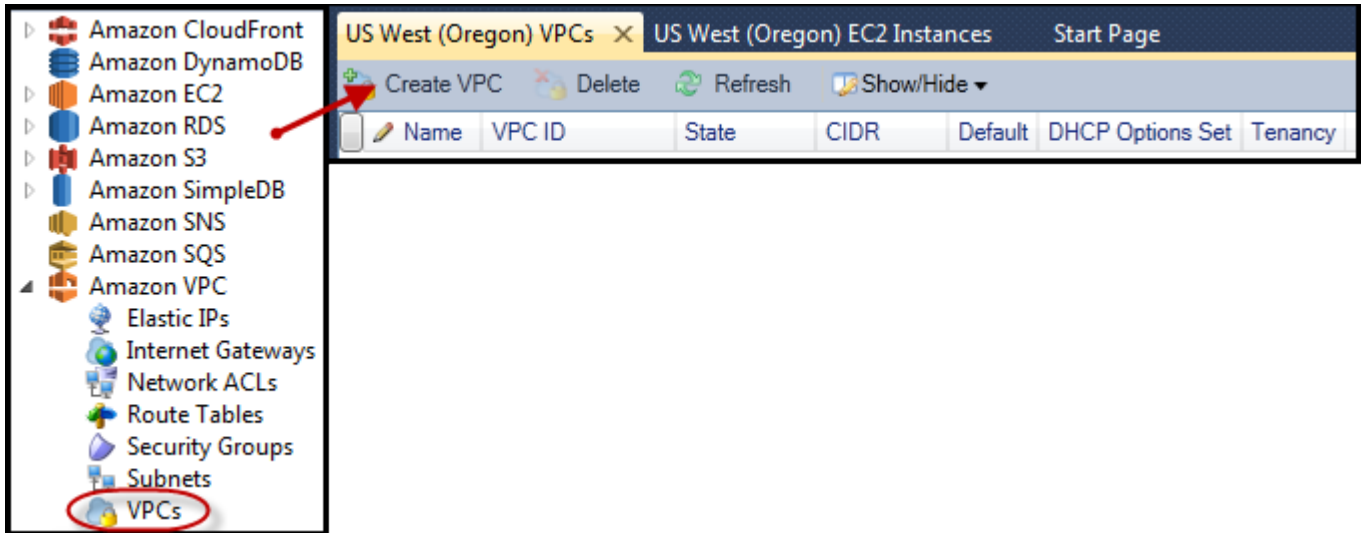 Amazon CloudFront
Amazon DynamoDB
Amazon EC2
Amazon RDS
Amazon S3
Amazon SimpleDB
Amazon SNS
Amazon SQS
Amazon VPC
Elastic IPs
Internet Gateways
Network ACLs
Route Tables
Security Groups
Subnets
VPCs
US West (Oregon) VPCs US West (Oregon) EC2 Instances Start Page
Create VPC Delete Refresh Show/Hide
Name VPC ID State CIDR Default DHCP Options Set Tenancy